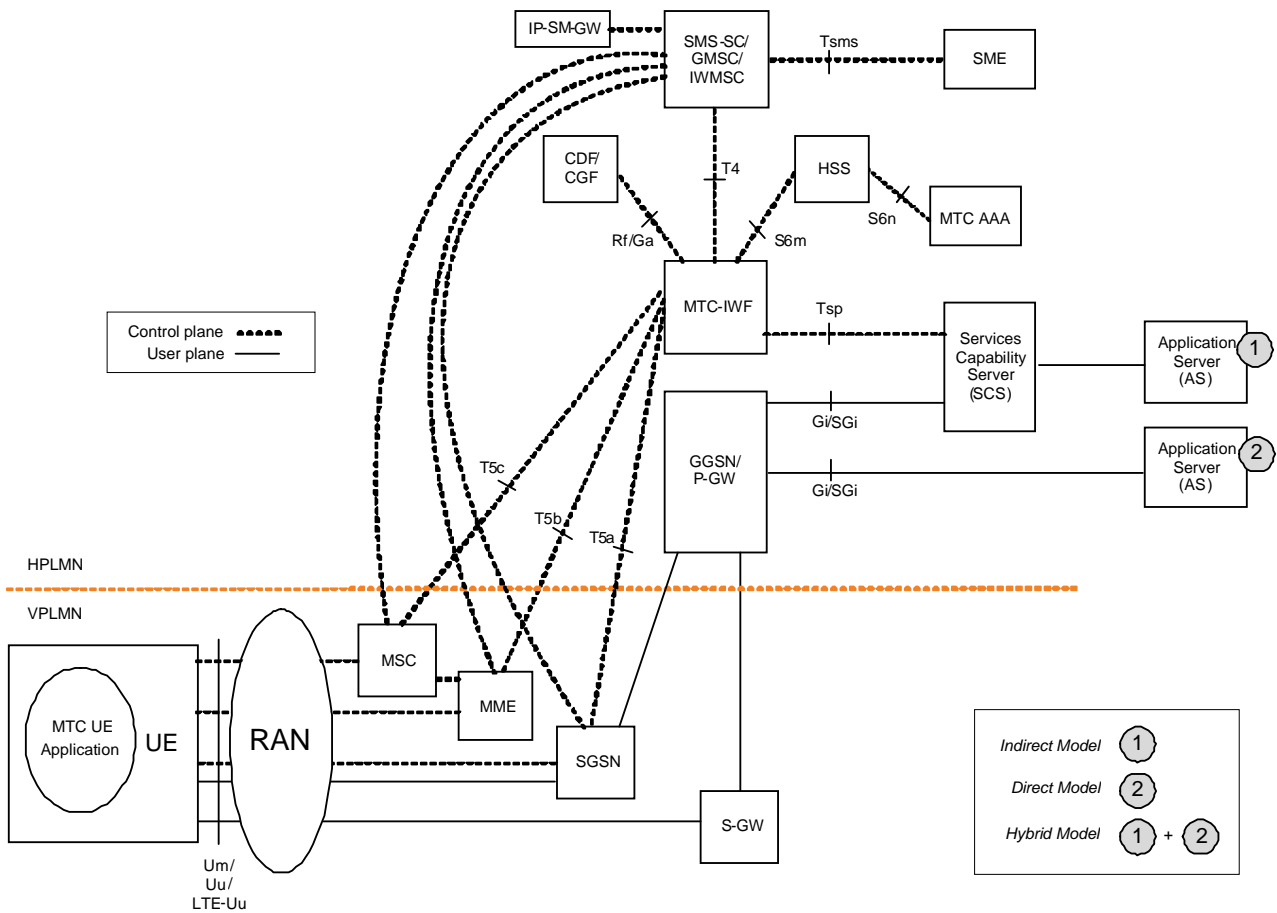 IP-SM-GW
SMS-SC/
GMSC/
IWMSC
Tsms
SME
CDF/
CGF
T4
HSS
Rf/Ga
S6m
S6n
MTC AAA
MTC-IWF
Tsp
Control plane
User plane
Services
Capability
Server
(SCS)
Application
Server
(AS)
1
Gi/SGi
GGSN/
P-GW
Gi/SGi
Application
Server
(AS)
2
T5c
T5b
T5a
HPLMN
VPLMN
MSC
MME
SGSN
S-GW
MTC UE
Application
UE
RAN
Um/
Uu/
LTE-Uu
Indirect Model 1
Direct Model 2
Hybrid Model 1 + 2